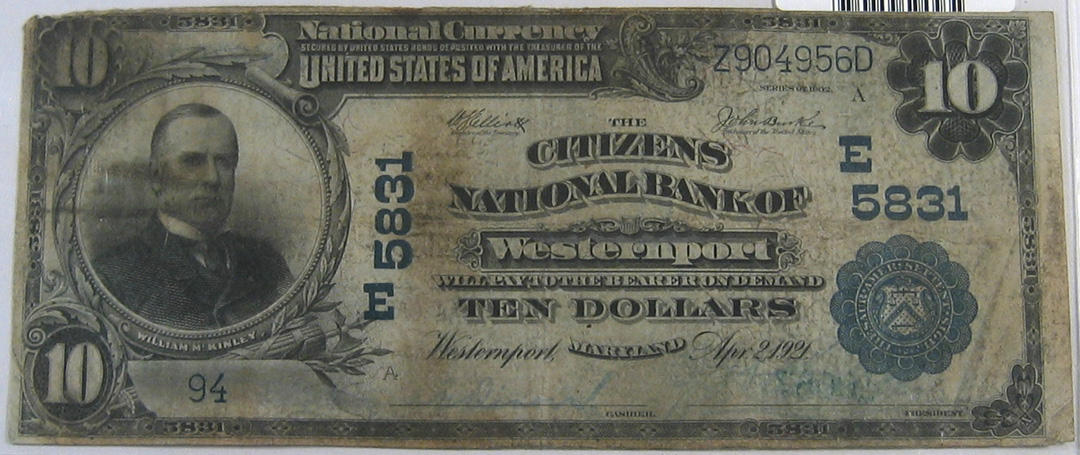 5831 5831
National Currency
SECURED BY UNITED STATES BONDS DEPOSITED WITH THE TREASURER OF THE
UNITED STATES OF AMERICA
10
10
Z904956D
SERIES OF 1902.
A
THE
CITIZENS
NATIONAL BANK OF
Westernport
WILL PAY TO THE BEARER ON DEMAND
TEN DOLLARS
Westernport, MARYLAND Apr 2, 1921.
E 5831
E
5831
5831
5831
WILLIAM McKINLEY.
10
94
A
CASHIER.
PRESIDENT.
5831 5831